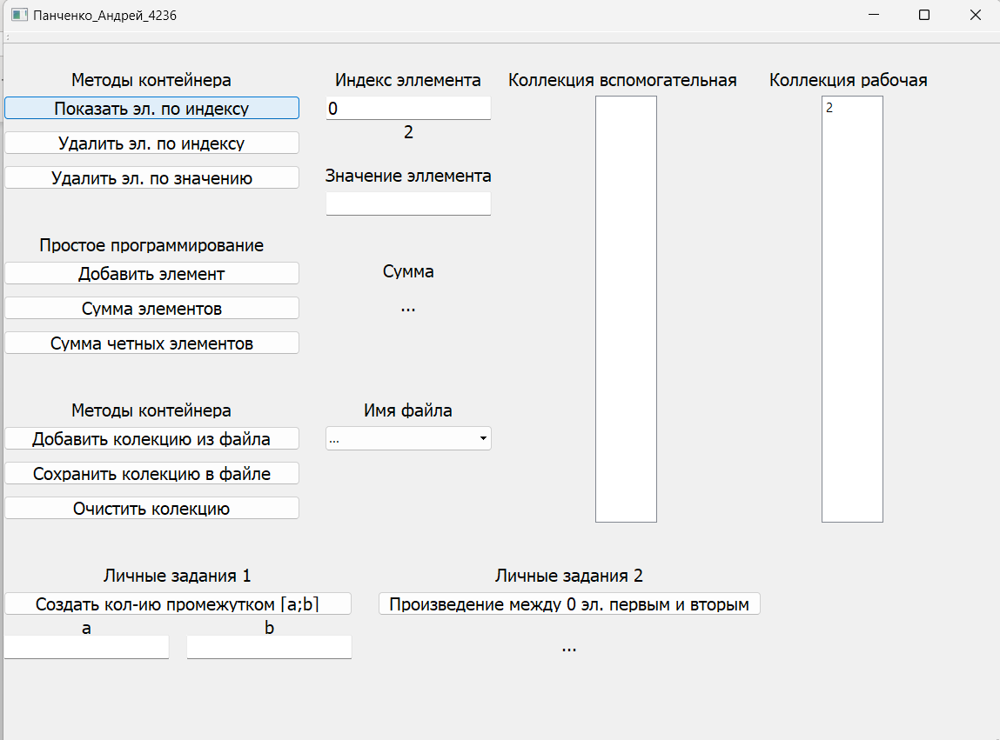 Панченко_Андрей_4236
Методы контейнера
Показать эл. по индексу
Удалить эл. по индексу
Удалить эл. по значению
Индекс эллемента
0
2
Значение эллемента
Коллекция вспомогательная
Коллекция рабочая
2
Простое программирование
Добавить элемент
Сумма элементов
Сумма четных элементов
Сумма
...
Методы контейнера
Добавить колекцию из файла
Сохранить колекцию в файле
Очистить колекцию
Имя файла
...
Личные задания 1
Создать кол-ию промежутком [a;b]
a
b
Личные задания 2
Произведение между 0 эл. первым и вторым
...